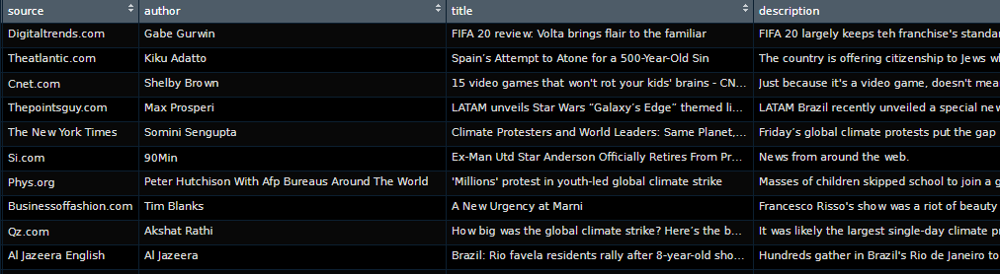 source author title description
Digitaltrends.com Gabe Gurwin FIFA 20 review: Volta brings flair to the familiar FIFA 20 largely keeps teh franchise's standa
Theatlantic.com Kiku Adatto Spain's Attempt to Atone for a 500-Year-Old Sin The country is offering citizenship to Jews wh
Cnet.com Shelby Brown 15 video games that won't rot your kids' brains - CN... Just because it's a video game, doesn't mea
Thepointsguy.com Max Prosperi LATAM unveils Star Wars “Galaxy's Edge” themed li... LATAM Brazil recently unveiled a special new
The New York Times Somini Sengupta Climate Protesters and World Leaders: Same Planet,... Friday's global climate protests put the gap
Si.com 90Min Ex-Man Utd Star Anderson Officially Retires From Pr... News from around the web.
Phys.org Peter Hutchison With Afp Bureaus Around The World 'Millions' protest in youth-led global climate strike Masses of children skipped school to join a g
Businessoffashion.com Tim Blanks A New Urgency at Marni Francesco Risso's show was a riot of beauty
Qz.com Akshat Rathi How big was the global climate strike? Here's the b... It was likely the largest single-day climate p
Al Jazeera English Al Jazeera Brazil: Rio favela residents rally after 8-year-old sho... Hundreds gather in Brazil's Rio de Janeiro to